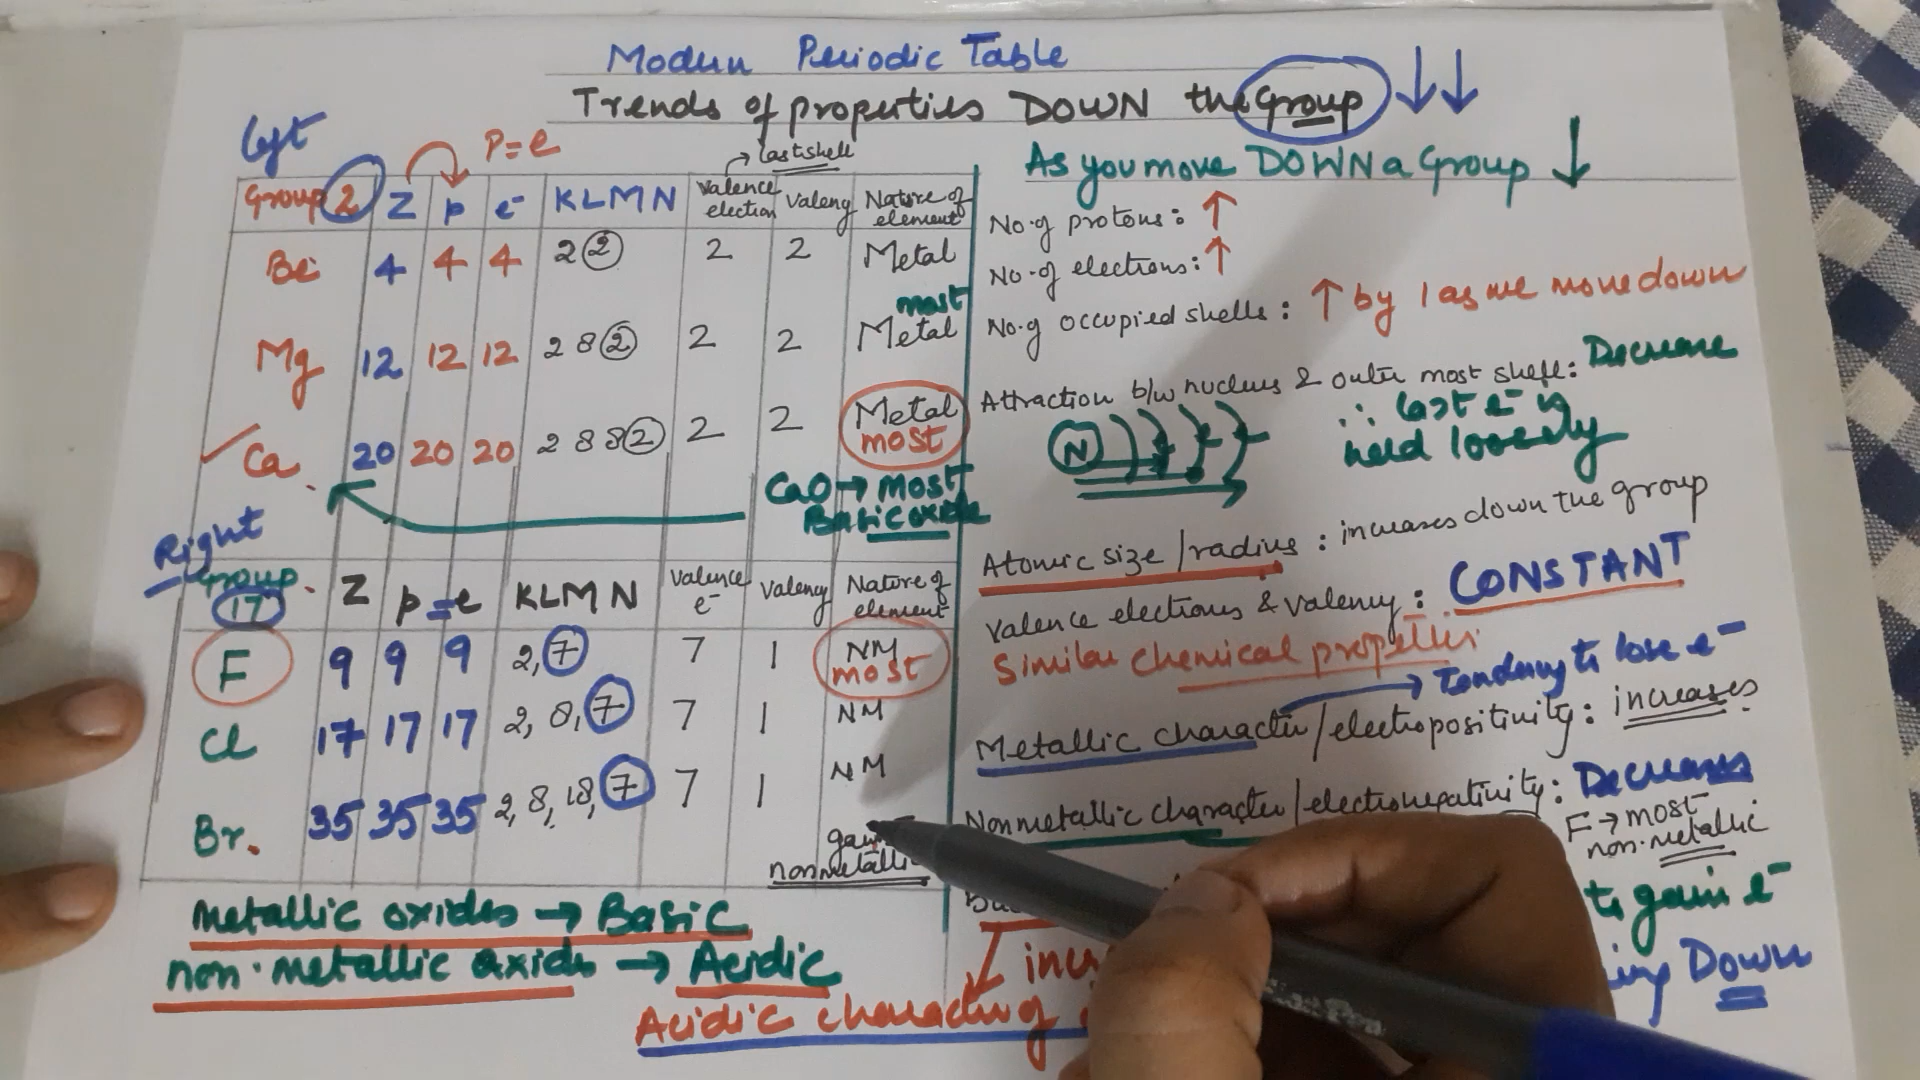 Modern Periodic Table
Trends of properties DOWN the Group ↓↓
left
P=e
→ last shell
Group 2 Z p e⁻ KLMN Valence election Valency Nature of element
Be 4 4 4 2 2 2 2 Metal
most
Mg 12 12 12 2 8 2 2 2 Metal
Ca 20 20 20 2 8 8 2 2 2 Metal most
CaO → Most
Basic oxide
Right
Group 17 Z p = e KLMN Valence e⁻ Valency Nature of element
F 9 9 9 2, 7 7 1 NM most
Cl 17 17 17 2, 8, 7 7 1 NM
Br. 35 35 35 2, 8, 18, 7 7 1 NM
nonmetallic
Metallic oxides → Basic
non-metallic oxides → Acidic
Acidic
As you move DOWN a Group ↓
No. of protons: ↑
No. of electrons: ↑
No. of occupied shells: ↑ by 1 as we move down
Attraction b/w nucleus & outer most shell: Decrease
N
∴ last e⁻ is
held loosely
Atomic size/radius: increases down the group
Valence elections & valency: CONSTANT
Similar chemical properties
→ Tendency to lose e⁻
Metallic character/electropositivity: increases
Nonmetallic character/electronegativity: Decreases
F → most
non-metallic
to gain e⁻
Down